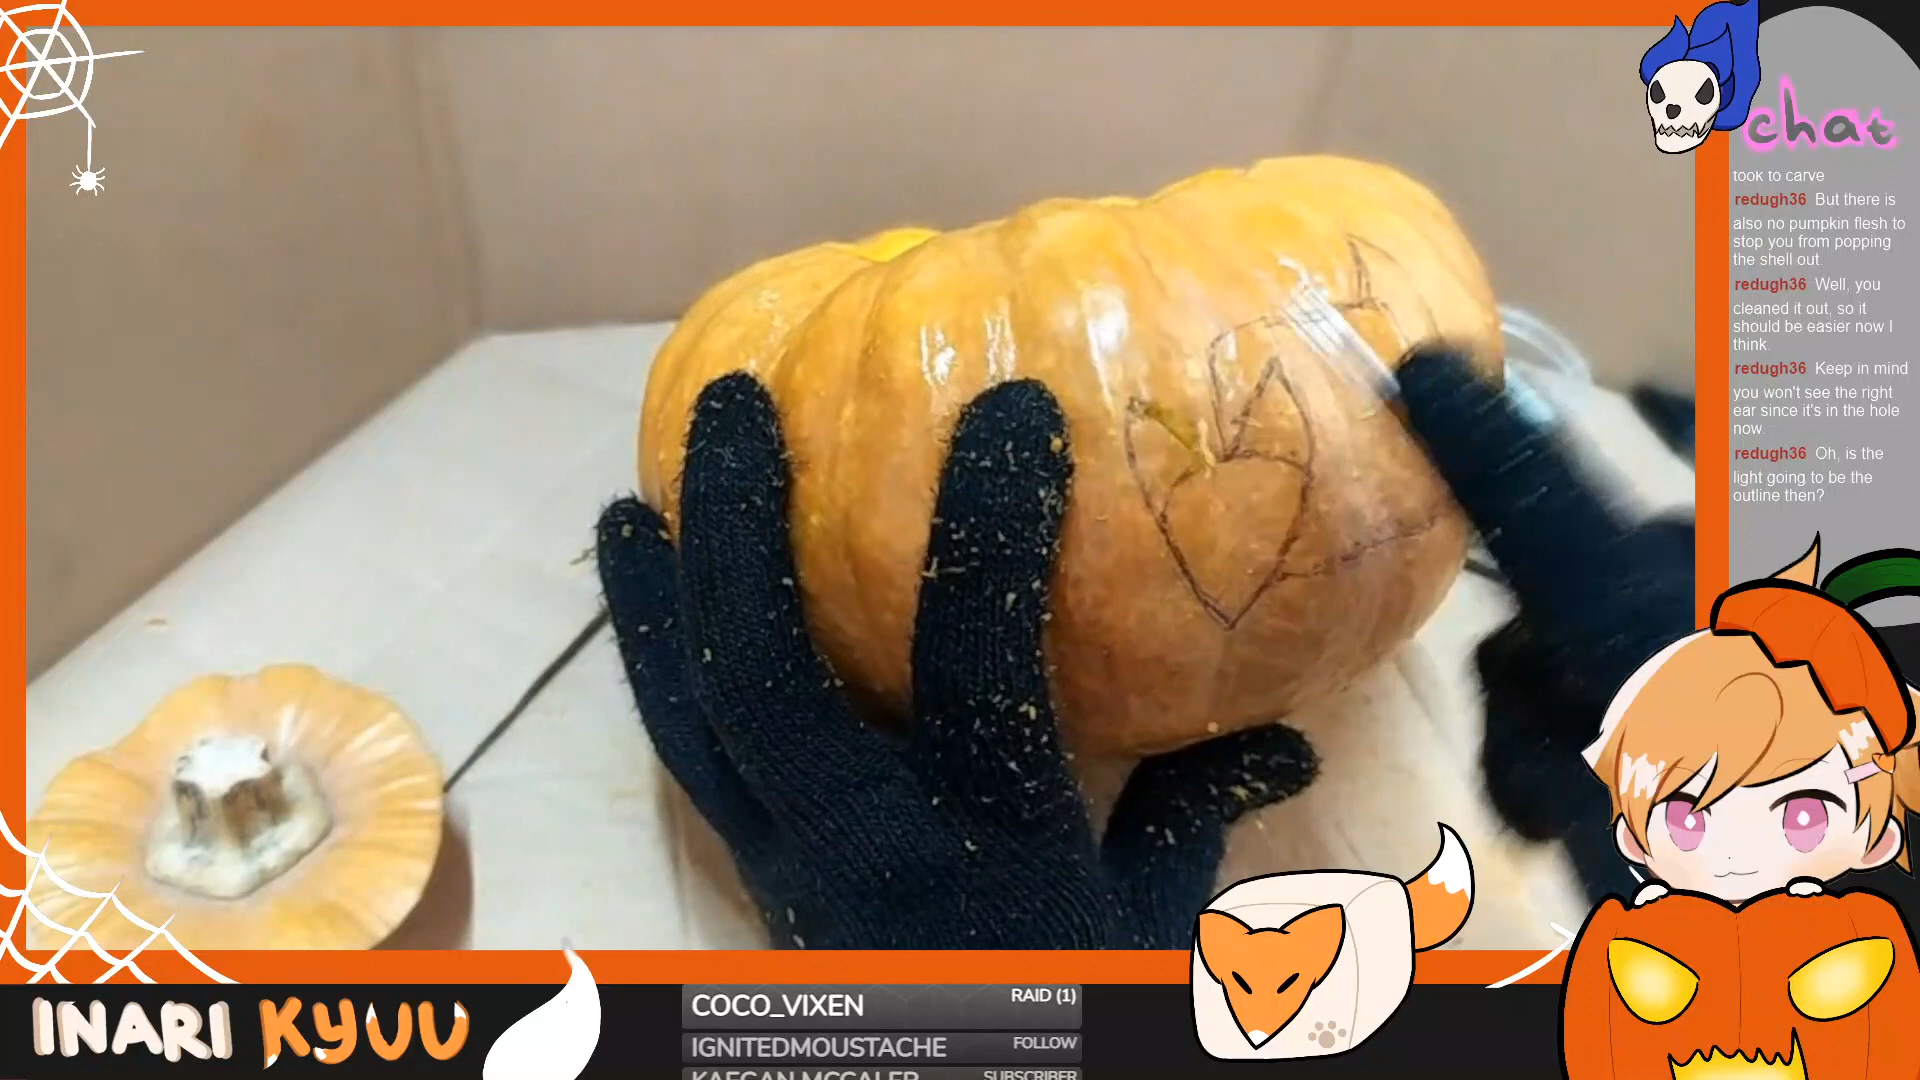 chat
took to carve
redugh36 But there is
also no pumpkin flesh to
stop you from popping
the shell out.
redugh36 Well, you
cleaned it out, so it
should be easier now I
think.
redugh36 Keep in mind
you won't see the right
ear since it's in the hole
now.
redugh36 Oh, is the
light going to be the
outline then?
INARI KYUU
COCO_VIXEN RAID (1)
IGNITEDMOUSTACHE FOLLOW
SUBSCRIBER